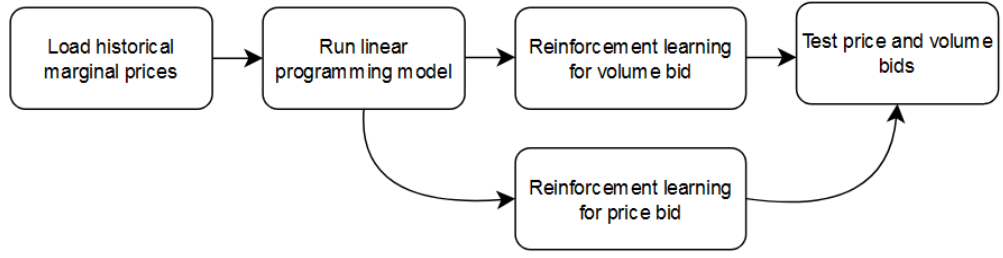 Load historical
marginal prices
Run linear
programming model
Reinforcement learning
for volume bid
Test price and volume
bids
Reinforcement learning
for price bid